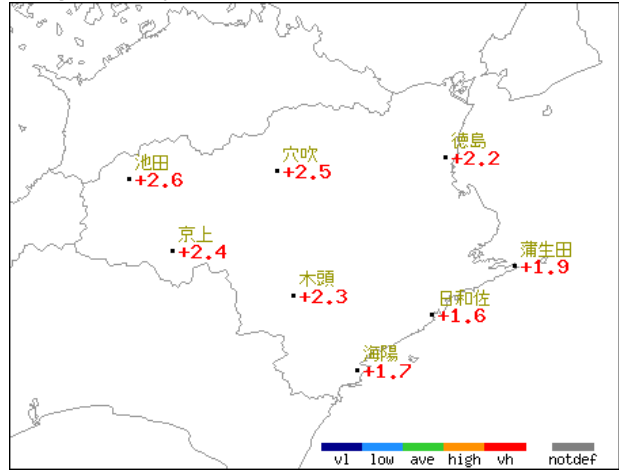 徳島
+2.2
穴吹
+2.5
池田
+2.6
京上
+2.4
蒲生田
+1.9
木頭
+2.3
日和佐
+1.6
海陽
+1.7
vl low ave high vh notdef